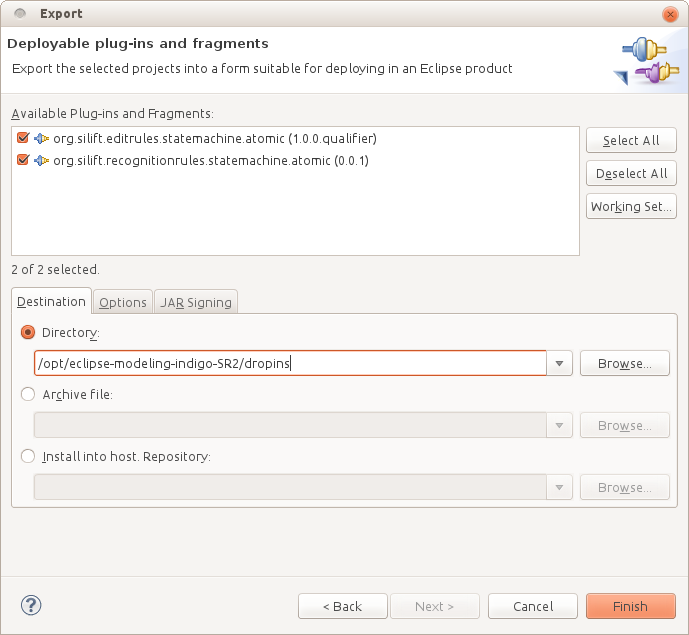 Export
Deployable plug-ins and fragments
Export the selected projects into a form suitable for deploying in an Eclipse product
Available Plug-ins and Fragments:
org.silift.editrules.statemachine.atomic (1.0.0.qualifier)
org.silift.recognitionrules.statemachine.atomic (0.0.1)
Select All
Deselect All
Working Set...
2 of 2 selected.
Destination Options JAR Signing
Directory:
/opt/eclipse-modeling-indigo-SR2/dropins Browse...
Archive file:
Browse...
Install into host. Repository:
Browse...
? < Back Next > Cancel Finish